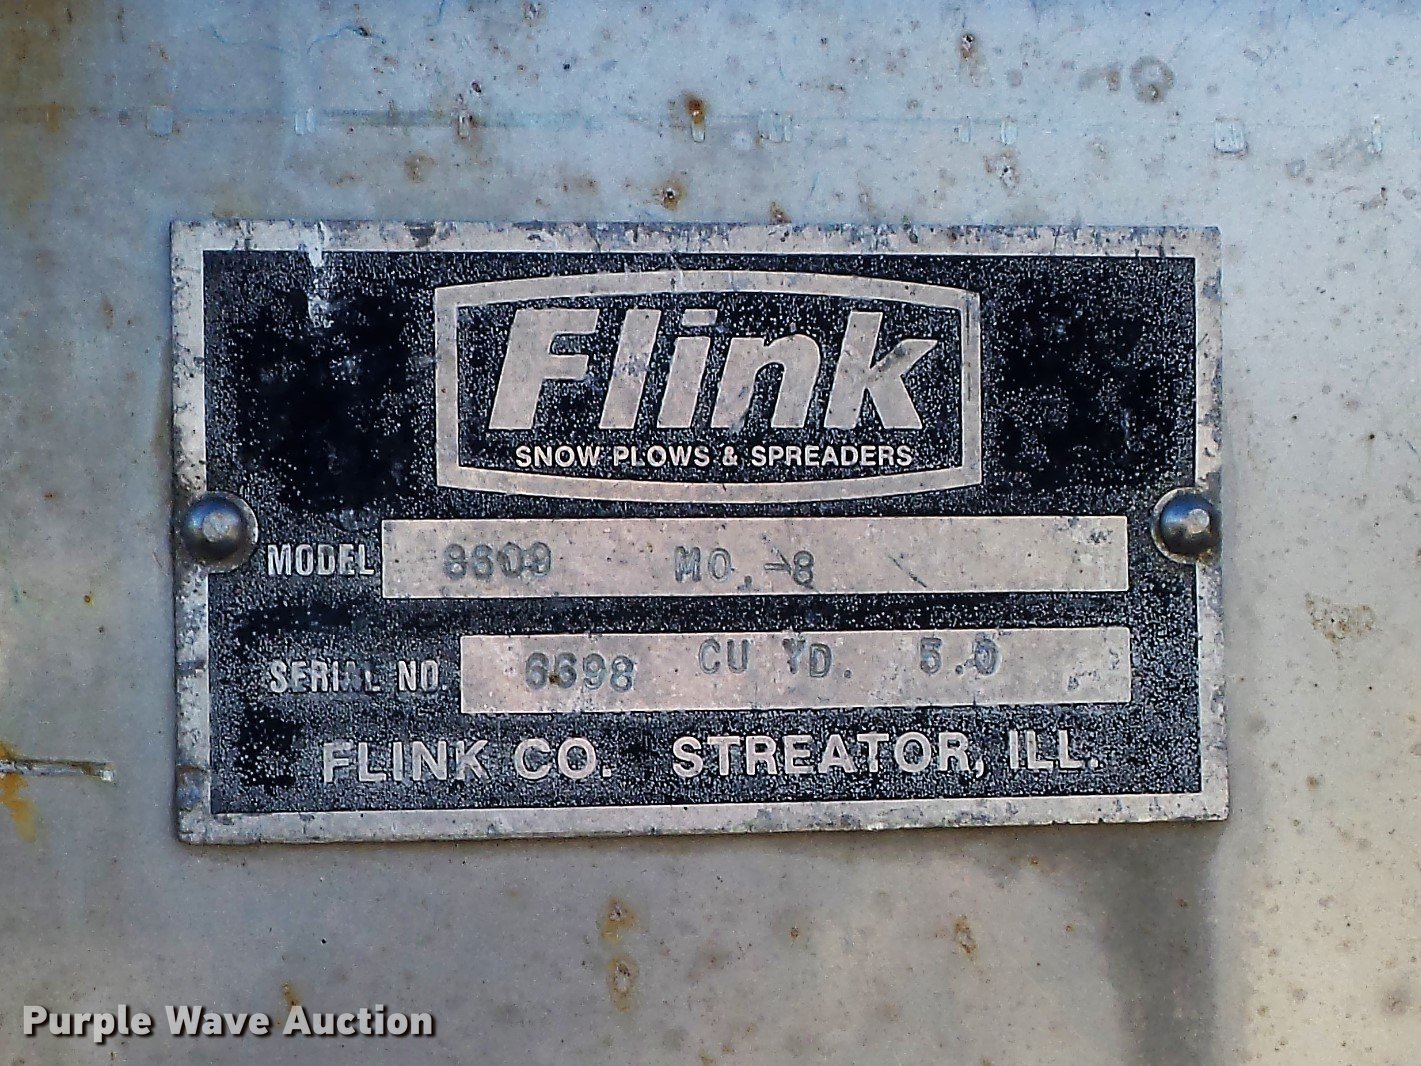 Flink
SNOW PLOWS & SPREADERS
MODEL 8609 MO.-8
SERIAL NO. 6698 CU YD. 5.0
FLINK CO. STREATOR, ILL.
Purple Wave Auction